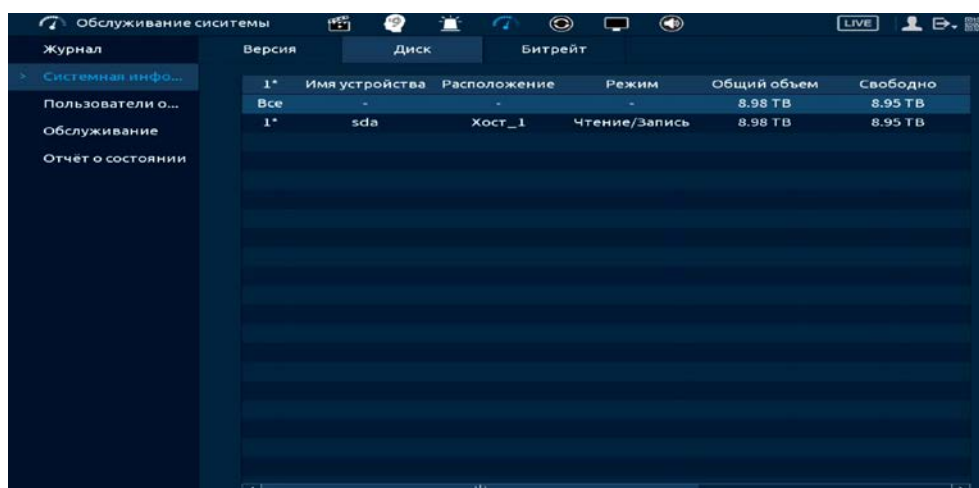 Обслуживание сиситемы LIVE
Журнал
Системная инфо...
Пользователи о...
Обслуживание
Отчёт о состоянии
Версия Диск Битрейт
1* Имя устройства Расположение Режим Общий объем Свободно
Все - - - 8.98 TB 8.95 TB
1* sda Хост_1 Чтение/Запись 8.98 TB 8.95 TB